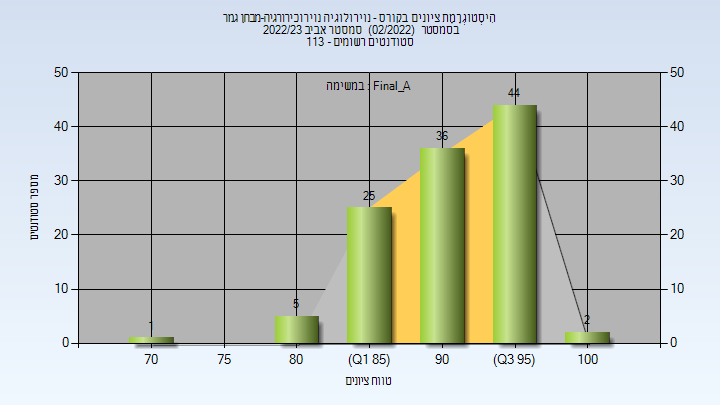 היסטוגרמת ציונים בקורס - נוירולוגיה נוירוכירורגיה-מבחן גמר
בסמסטר (02/2022) סמסטר אביב 2022/23
סטודנטים רשומים - 113
במשימה : Final_A
50 50
40 40
30 30
20 20
10 10
0 0
1 5 25 36 44 2
מספר סטודנטים
70 75 80 (Q1 85) 90 (Q3 95) 100
טווח ציונים